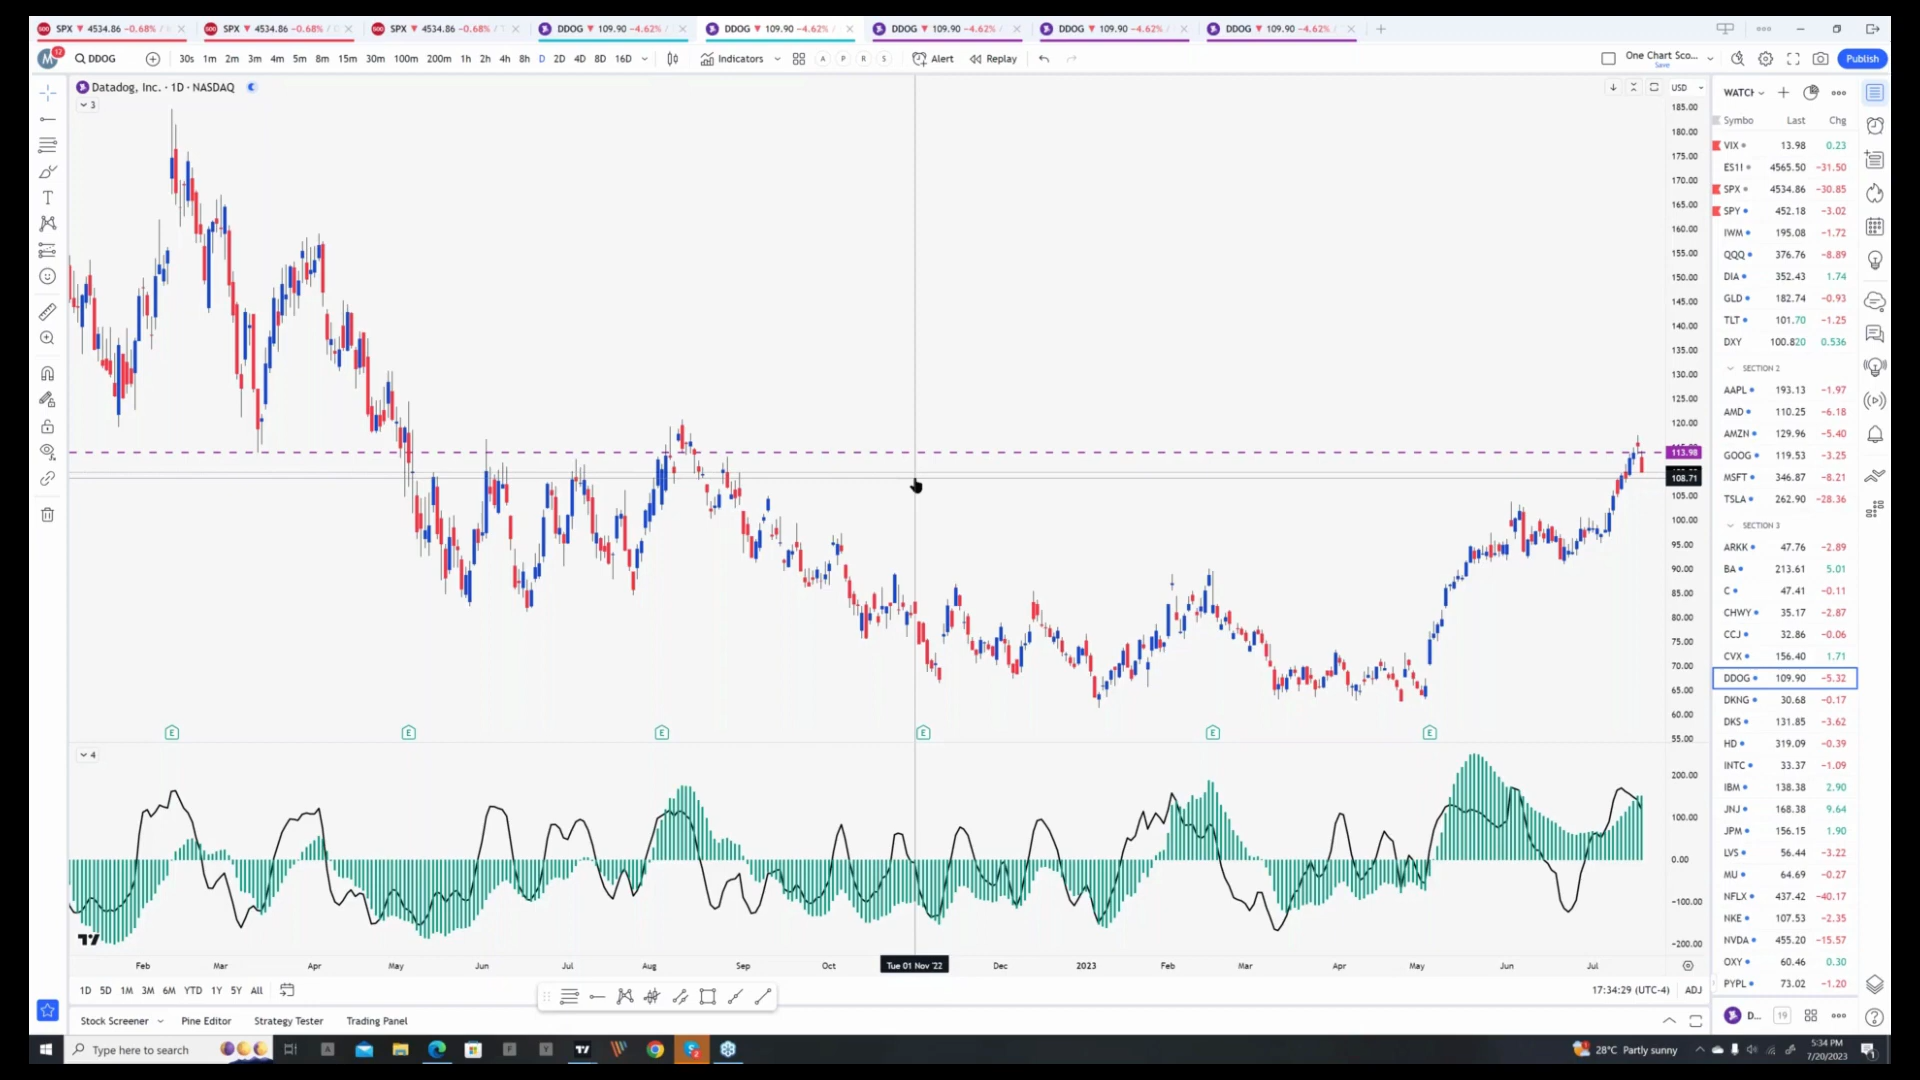 SPX ▼ 4534.86 −0.68% / SPX ▼ 4534.86 −0.68% / SPX ▼ 4534.86 −0.68% / DDOG ▼ 109.90 −4.62% / DDOG ▼ 109.90 −4.62% / DDOG ▼ 109.90 −4.62% / DDOG ▼ 109.90 −4.62% / DDOG ▼ 109.90 −4.62% /
M 12 DDOG 30s 1m 2m 3m 4m 5m 8m 15m 30m 100m 200m 1h 2h 4h 8h D 2D 4D 8D 16D Indicators A P R S Alert Replay One Chart Sco... Save Publish
Datadog, Inc. · 1D · NASDAQ
3
USD
185.00
180.00
175.00
170.00
165.00
160.00
155.00
150.00
145.00
140.00
135.00
130.00
125.00
120.00
113.98
108.71
105.00
100.00
95.00
90.00
85.00
80.00
75.00
70.00
65.00
60.00
55.00
E E E E E E
4
200.00
100.00
0.00
−100.00
−200.00
Feb Mar Apr May Jun Jul Aug Sep Oct Tue 01 Nov '22 Dec 2023 Feb Mar Apr May Jun Jul
1D 5D 1M 3M 6M YTD 1Y 5Y All 17:34:29 (UTC-4) ADJ
Stock Screener Pine Editor Strategy Tester Trading Panel
WATCH
Symbo Last Chg
VIX 13.98 0.23
ES1! 4565.50 −31.50
SPX 4534.86 −30.85
SPY 452.18 −3.02
IWM 195.08 −1.72
QQQ 376.76 −8.89
DIA 352.43 1.74
GLD 182.74 −0.93
TLT 101.70 −1.25
DXY 100.820 0.536
SECTION 2
AAPL 193.13 −1.97
AMD 110.25 −6.18
AMZN 129.96 −5.40
GOOG 119.53 −3.25
MSFT 346.87 −8.21
TSLA 262.90 −28.36
SECTION 3
ARKK 47.76 −2.89
BA 213.61 5.01
C 47.41 −0.11
CHWY 35.17 −2.87
CCJ 32.86 −0.06
CVX 156.40 1.71
DDOG 109.90 −5.32
DKNG 30.68 −0.17
DKS 131.85 −3.62
HD 319.09 −0.39
INTC 33.37 −1.09
IBM 138.38 2.90
JNJ 168.38 9.64
JPM 156.15 1.90
LVS 56.44 −3.22
MU 64.69 −0.27
NFLX 437.42 −40.17
NKE 107.53 −2.35
NVDA 455.20 −15.57
OXY 60.46 0.30
PYPL 73.02 −1.20
D... 19
Type here to search 28°C Partly sunny 5:34 PM
7/20/2023